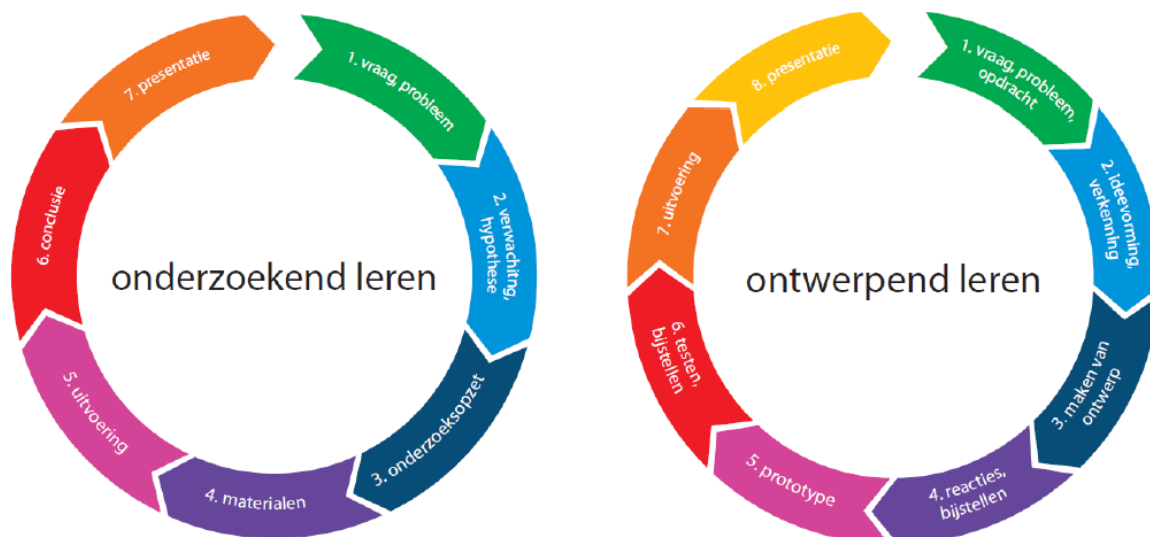 1. vraag, probleem
2. verwachitng,
hypothese
3. onderzoeksopzet
4. materialen
5. uitvoering
6. conclusie
7. presentatie
onderzoekend leren
1. vraag, probleem,
opdracht
2. ideevorming,
verkenning
3. maken van
ontwerp
4. reacties,
bijstellen
5. prototype
6. testen,
bijstellen
7. uitvoering
8. presentatie
ontwerpend leren